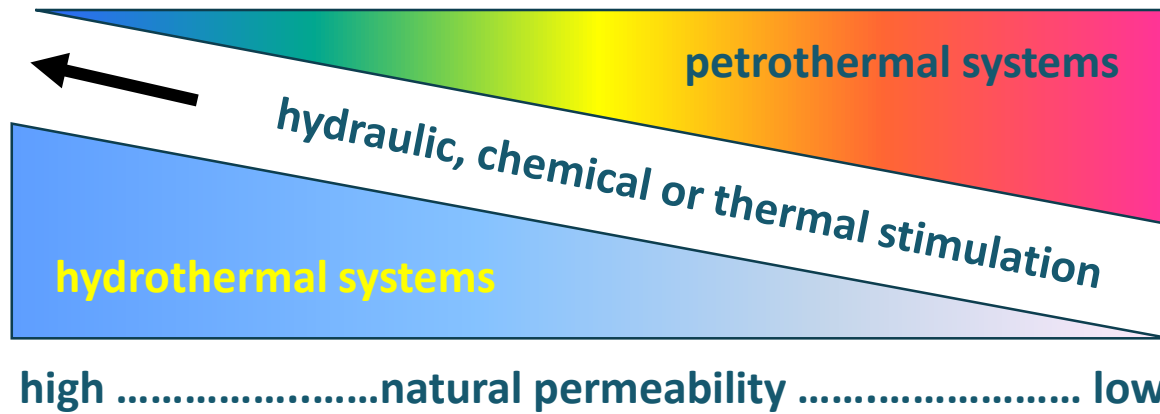 petrothermal systems
hydraulic, chemical or thermal stimulation
hydrothermal systems
high ……………..……natural permeability …….………………… low